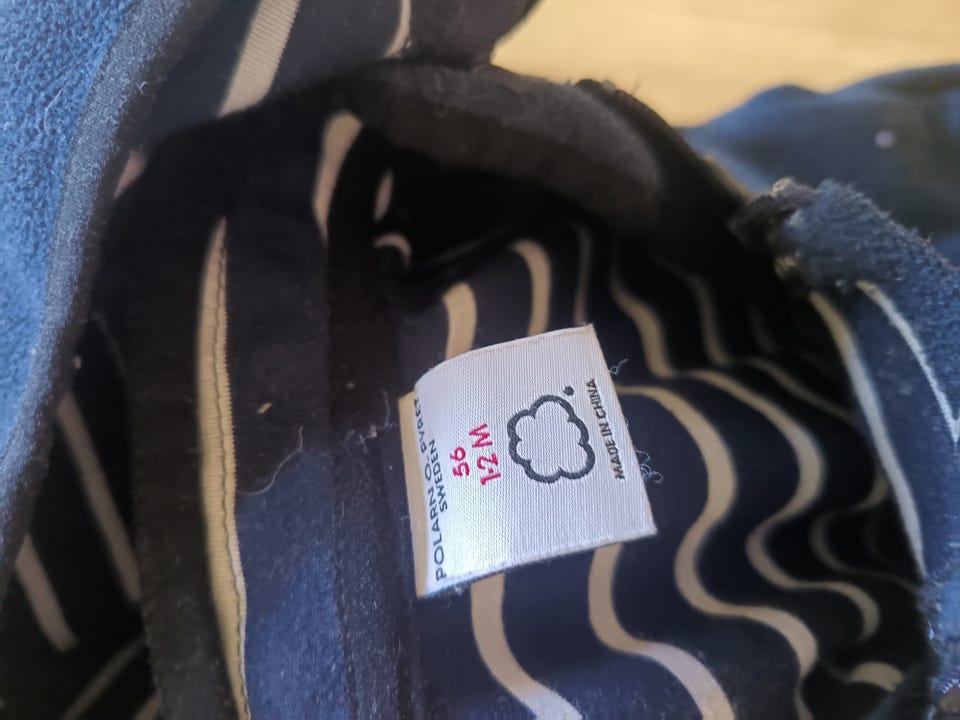 POLARN O. PYRET
SWEDEN
56
1-2 M
MADE IN CHINA